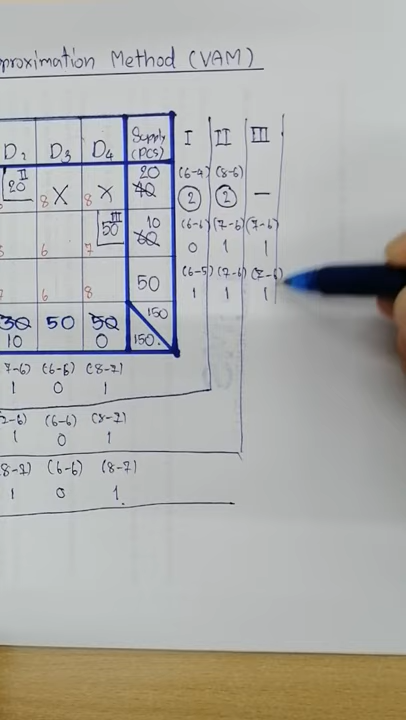 proximation Method (VAM)
D2 D3 D4 Supply (pcs) I II III
20 II 8 X 8 X 20 40 (6-4) (8-6)
2 2 —
6 7 50 III 10 60 (6-6) (7-6) (7-6)
0 1 1
6 8 50 (6-5) (7-6) (7-6)
1 1 1
30 50 50 150
10 0 150.
7-6) (6-6) (8-7)
1 0 1
-6) (6-6) (8-7)
1 0 1
(8-7) (6-6) (8-7)
1 0 1.